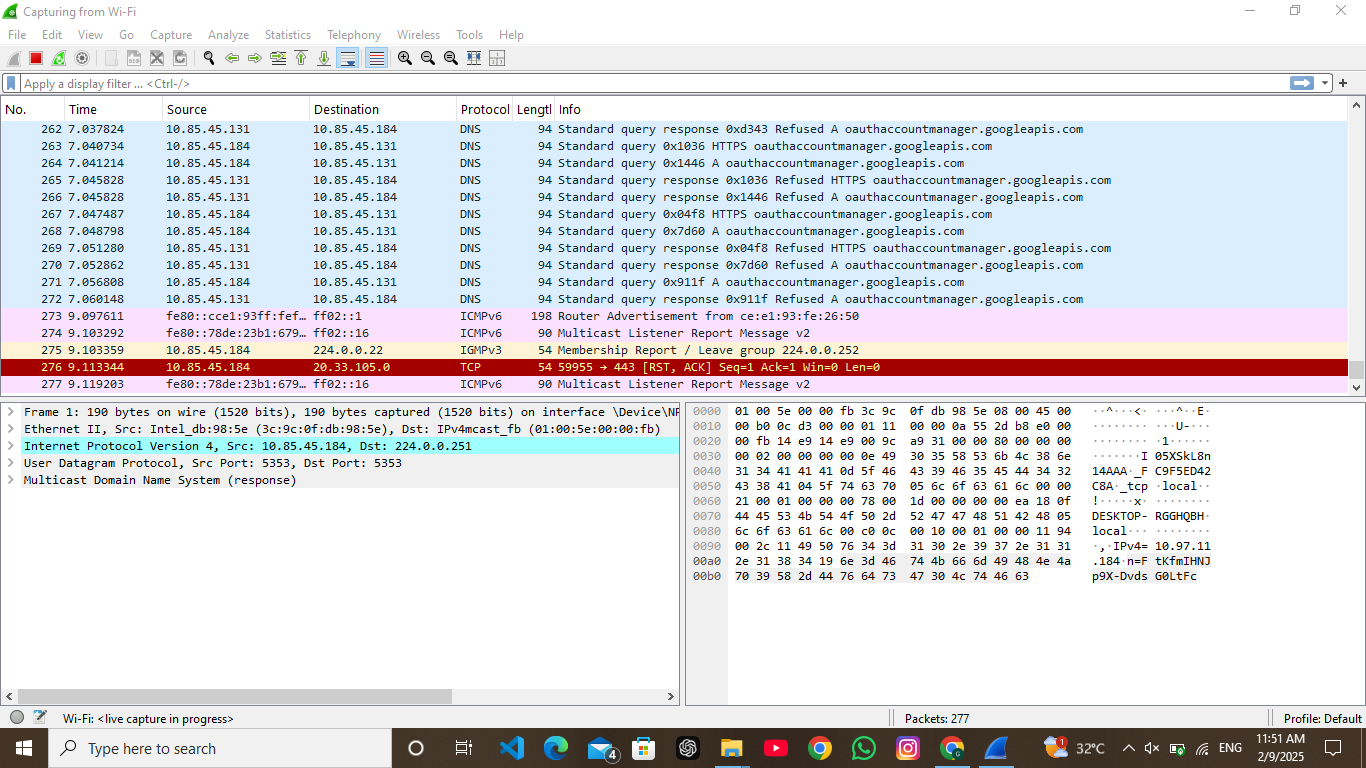 Capturing from Wi-Fi
File Edit View Go Capture Analyze Statistics Telephony Wireless Tools Help
Apply a display filter ... <Ctrl-/>
No. Time Source Destination Protocol Lengtl Info
262 7.037824 10.85.45.131 10.85.45.184 DNS 94 Standard query response 0xd343 Refused A oauthaccountmanager.googleapis.com
263 7.040734 10.85.45.184 10.85.45.131 DNS 94 Standard query 0x1036 HTTPS oauthaccountmanager.googleapis.com
264 7.041214 10.85.45.184 10.85.45.131 DNS 94 Standard query 0x1446 A oauthaccountmanager.googleapis.com
265 7.045828 10.85.45.131 10.85.45.184 DNS 94 Standard query response 0x1036 Refused HTTPS oauthaccountmanager.googleapis.com
266 7.045828 10.85.45.131 10.85.45.184 DNS 94 Standard query response 0x1446 Refused A oauthaccountmanager.googleapis.com
267 7.047487 10.85.45.184 10.85.45.131 DNS 94 Standard query 0x04f8 HTTPS oauthaccountmanager.googleapis.com
268 7.048798 10.85.45.184 10.85.45.131 DNS 94 Standard query 0x7d60 A oauthaccountmanager.googleapis.com
269 7.051280 10.85.45.131 10.85.45.184 DNS 94 Standard query response 0x04f8 Refused HTTPS oauthaccountmanager.googleapis.com
270 7.052862 10.85.45.131 10.85.45.184 DNS 94 Standard query response 0x7d60 Refused A oauthaccountmanager.googleapis.com
271 7.056808 10.85.45.184 10.85.45.131 DNS 94 Standard query 0x911f A oauthaccountmanager.googleapis.com
272 7.060148 10.85.45.131 10.85.45.184 DNS 94 Standard query response 0x911f Refused A oauthaccountmanager.googleapis.com
273 9.097611 fe80::cce1:93ff:fef… ff02::1 ICMPv6 198 Router Advertisement from ce:e1:93:fe:26:50
274 9.103292 fe80::78de:23b1:679… ff02::16 ICMPv6 90 Multicast Listener Report Message v2
275 9.103359 10.85.45.184 224.0.0.22 IGMPv3 54 Membership Report / Leave group 224.0.0.252
276 9.113344 10.85.45.184 20.33.105.0 TCP 54 59955 → 443 [RST, ACK] Seq=1 Ack=1 Win=0 Len=0
277 9.119203 fe80::78de:23b1:679… ff02::16 ICMPv6 90 Multicast Listener Report Message v2
Frame 1: 190 bytes on wire (1520 bits), 190 bytes captured (1520 bits) on interface \Device\NF
Ethernet II, Src: Intel_db:98:5e (3c:9c:0f:db:98:5e), Dst: IPv4mcast_fb (01:00:5e:00:00:fb)
Internet Protocol Version 4, Src: 10.85.45.184, Dst: 224.0.0.251
User Datagram Protocol, Src Port: 5353, Dst Port: 5353
Multicast Domain Name System (response)
0000 01 00 5e 00 00 fb 3c 9c 0f db 98 5e 08 00 45 00 ··^···<· ···^··E·
0010 00 b0 0c d3 00 00 01 11 00 00 0a 55 2d b8 e0 00 ········ ···U-···
0020 00 fb 14 e9 14 e9 00 9c a9 31 00 00 80 00 00 00 ········ ·1······
0030 00 02 00 00 00 00 0e 49 30 35 58 53 6b 4c 38 6e ·······I 05XSkL8n
0040 31 34 41 41 41 0d 5f 46 43 39 46 35 45 44 34 32 14AAA·_F C9F5ED42
0050 43 38 41 04 5f 74 63 70 05 6c 6f 63 61 6c 00 00 C8A·_tcp ·local··
0060 21 00 01 00 00 00 78 00 1d 00 00 00 00 ea 18 0f !·····x· ········
0070 44 45 53 4b 54 4f 50 2d 52 47 47 48 51 42 48 05 DESKTOP- RGGHQBH·
0080 6c 6f 63 61 6c 00 c0 0c 00 10 00 01 00 00 11 94 local··· ········
0090 00 2c 11 49 50 76 34 3d 31 30 2e 39 37 2e 31 31 ·,·IPv4= 10.97.11
00a0 2e 31 38 34 19 6e 3d 46 74 4b 66 6d 49 48 4e 4a .184·n=F tKfmIHNJ
00b0 70 39 58 2d 44 76 64 73 47 30 4c 74 46 63 p9X-Dvds G0LtFc
Wi-Fi: <live capture in progress> Packets: 277 Profile: Default
Type here to search 4 1 32°C ENG 11:51 AM
2/9/2025